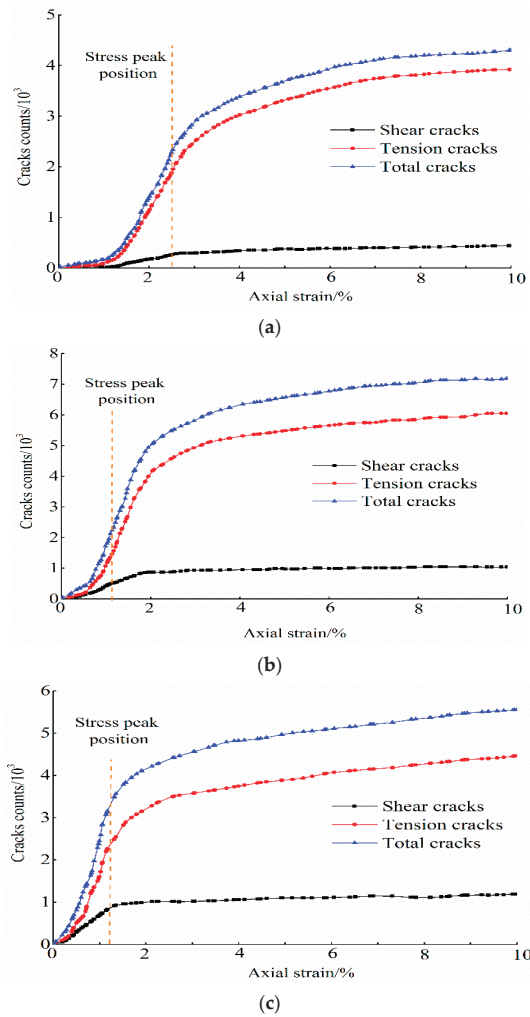 5
4
3
2
1
0
Cracks counts/10³
Stress peak
position
Shear cracks
Tension cracks
Total cracks
0 2 4 6 8 10
Axial strain/%
(a)
8
7
6
5
4
3
2
1
0
Cracks counts/10³
Stress peak
position
Shear cracks
Tension cracks
Total cracks
0 2 4 6 8 10
Axial strain/%
(b)
6
5
4
3
2
1
0
Cracks counts/10³
Stress peak
position
Shear cracks
Tension cracks
Total cracks
0 2 4 6 8 10
Axial strain/%
(c)